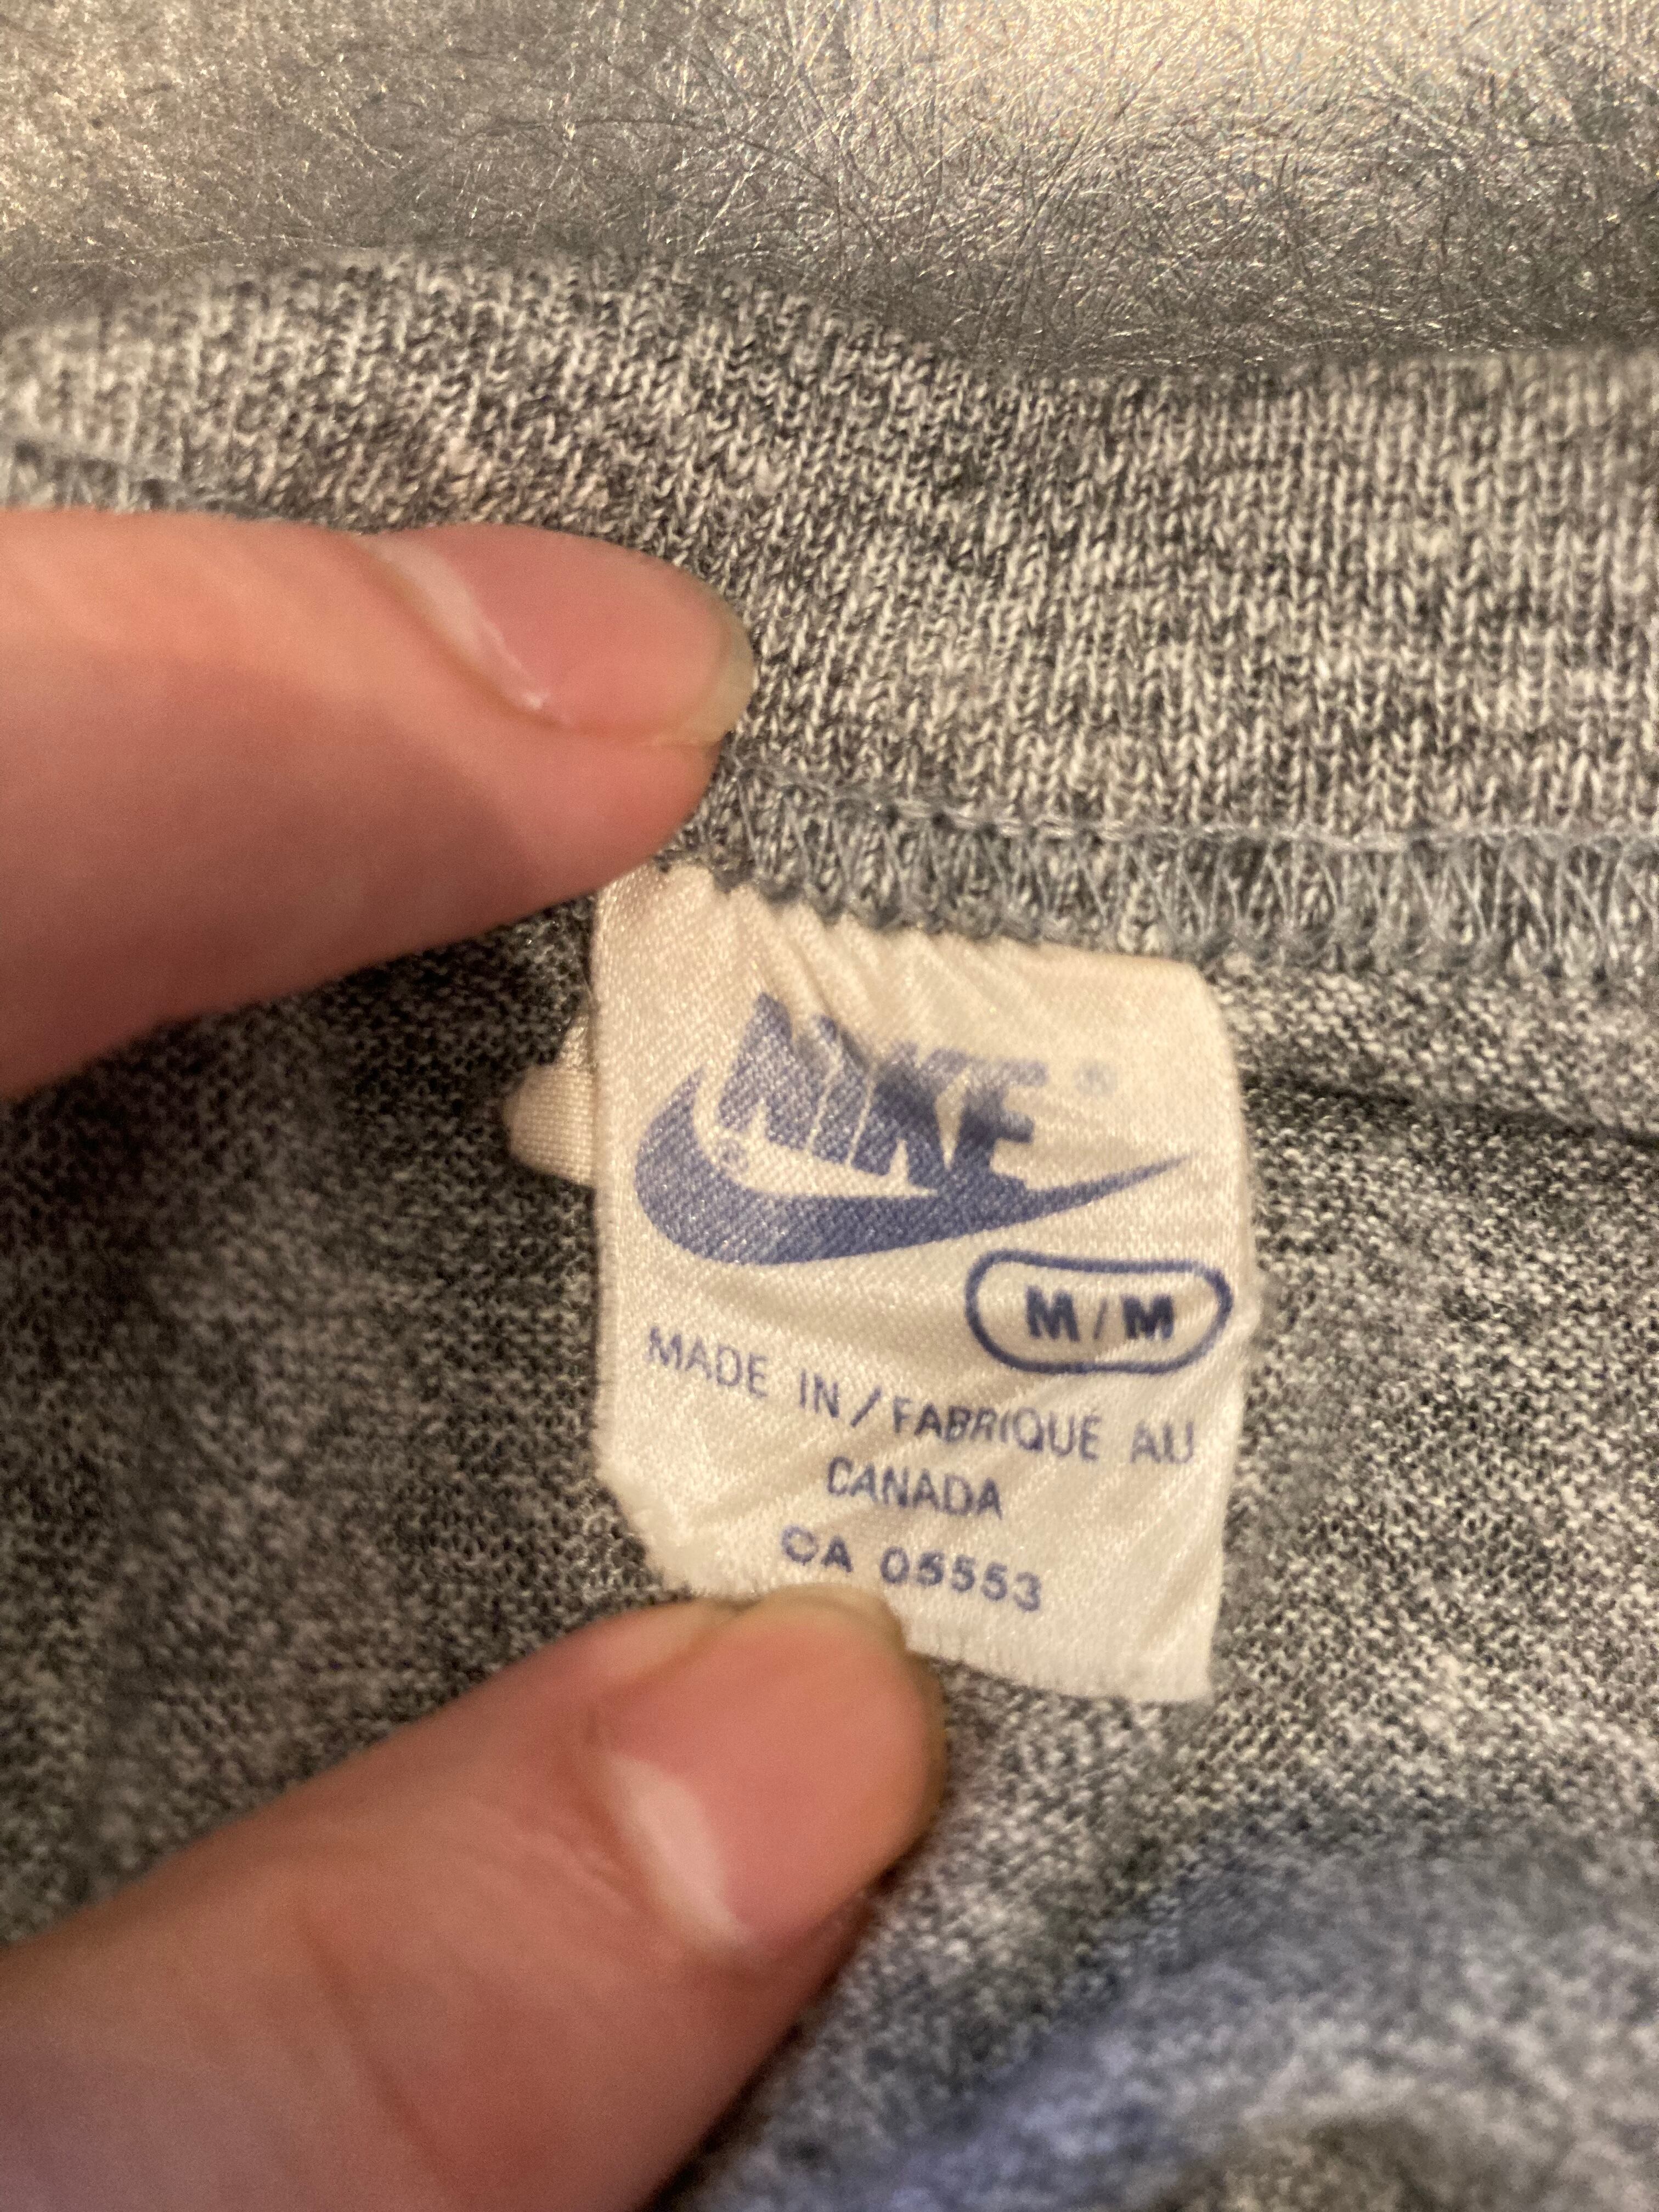 NIKE ®
®
M/M
MADE IN/FABRIQUÉ AU
CANADA
CA 05553